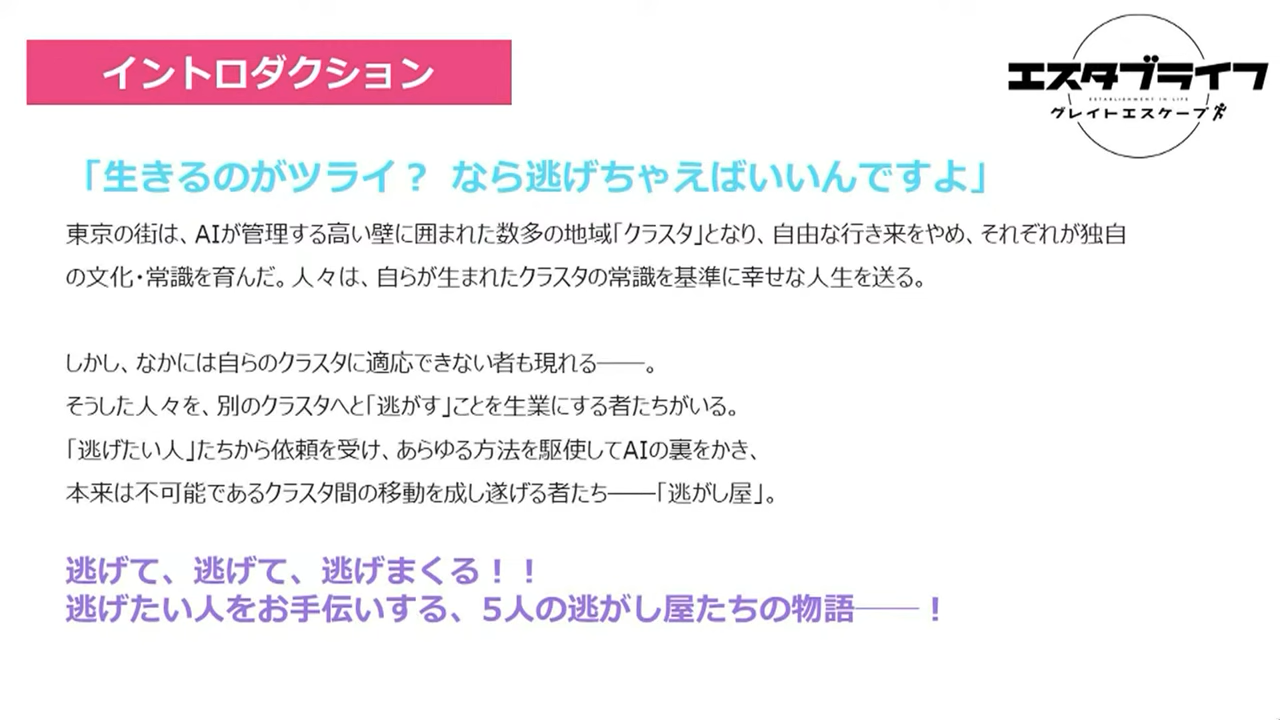 イントロダクション
エスタブライフ
ESTABLISHMENT IN LIFE
グレイトエスケープ
「生きるのがツライ？ なら逃げちゃえばいいんですよ」
東京の街は、AIが管理する高い壁に囲まれた数多の地域「クラスタ」となり、自由な行き来をやめ、それぞれが独自
の文化・常識を育んだ。人々は、自らが生まれたクラスタの常識を基準に幸せな人生を送る。
しかし、なかには自らのクラスタに適応できない者も現れる――。
そうした人々を、別のクラスタへと「逃がす」ことを生業にする者たちがいる。
「逃げたい人」たちから依頼を受け、あらゆる方法を駆使してAIの裏をかき、
本来は不可能であるクラスタ間の移動を成し遂げる者たち――「逃がし屋」。
逃げて、逃げて、逃げまくる！！
逃げたい人をお手伝いする、5人の逃がし屋たちの物語――！